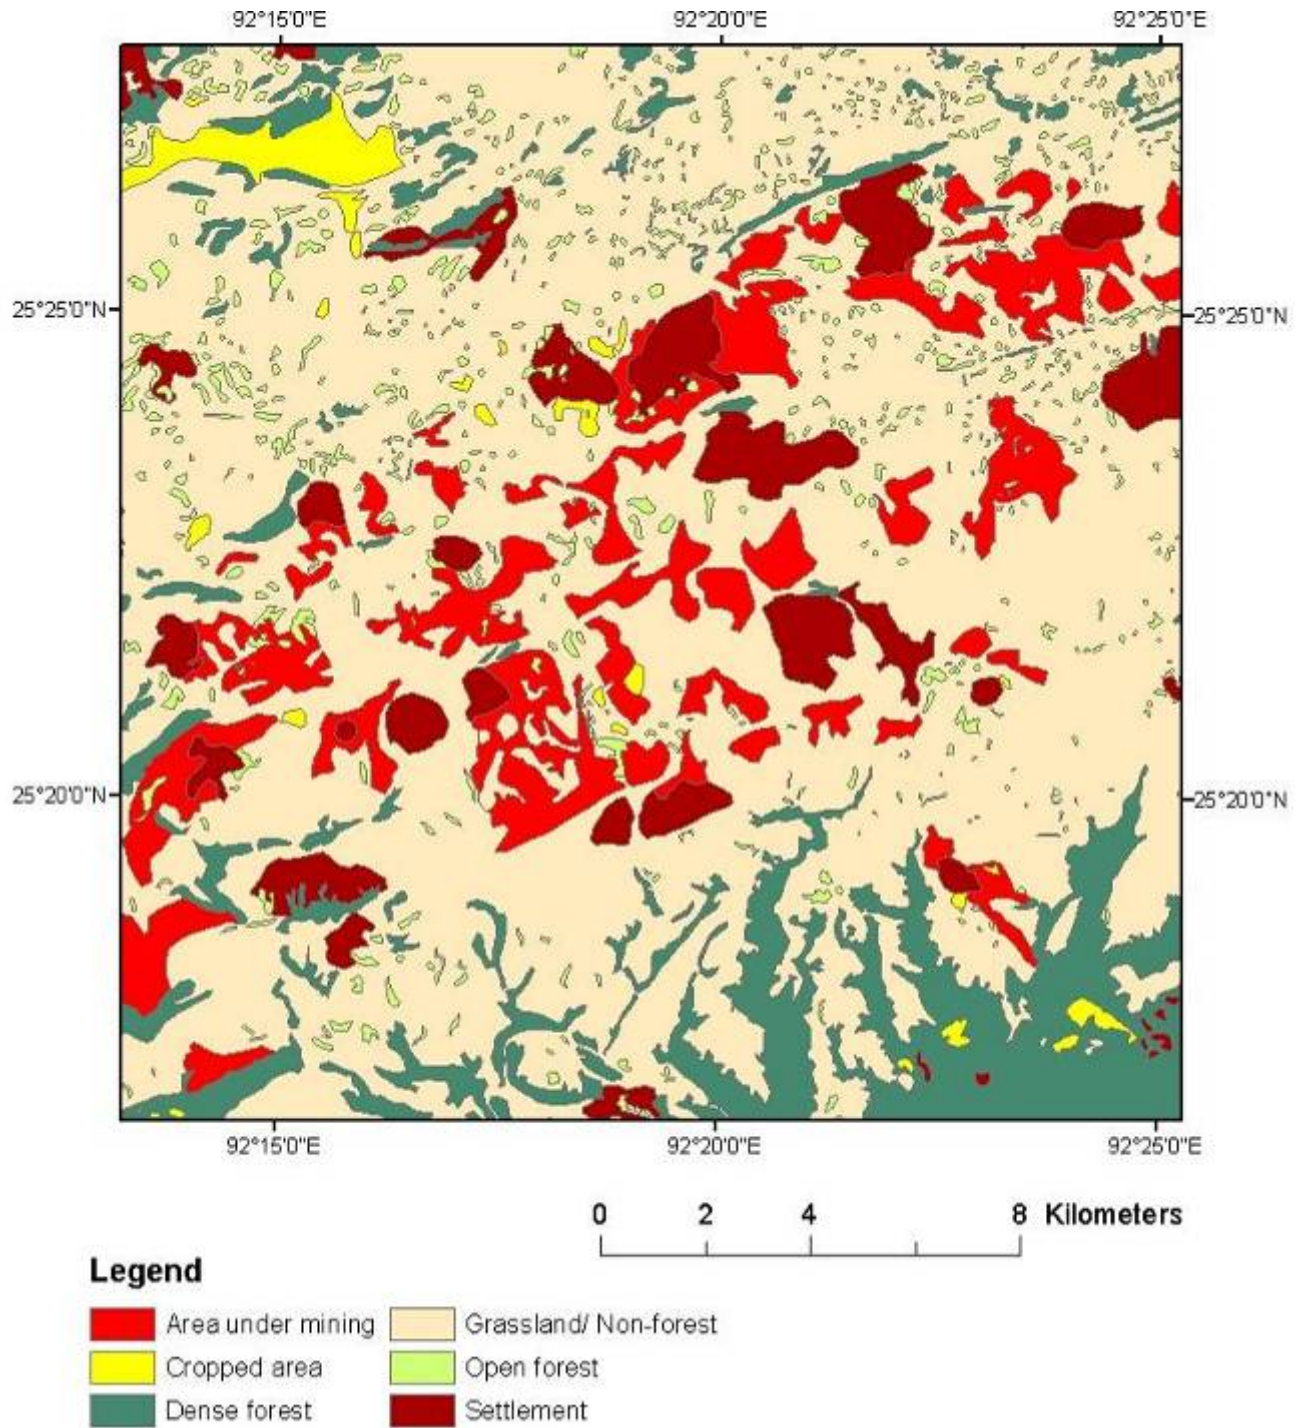 92°15'0"E 92°20'0"E 92°25'0"E
25°25'0"N 25°25'0"N
25°20'0"N 25°20'0"N
92°15'0"E 92°20'0"E 92°25'0"E
0 2 4 8 Kilometers
Legend
Area under mining Grassland/ Non-forest
Cropped area Open forest
Dense forest Settlement